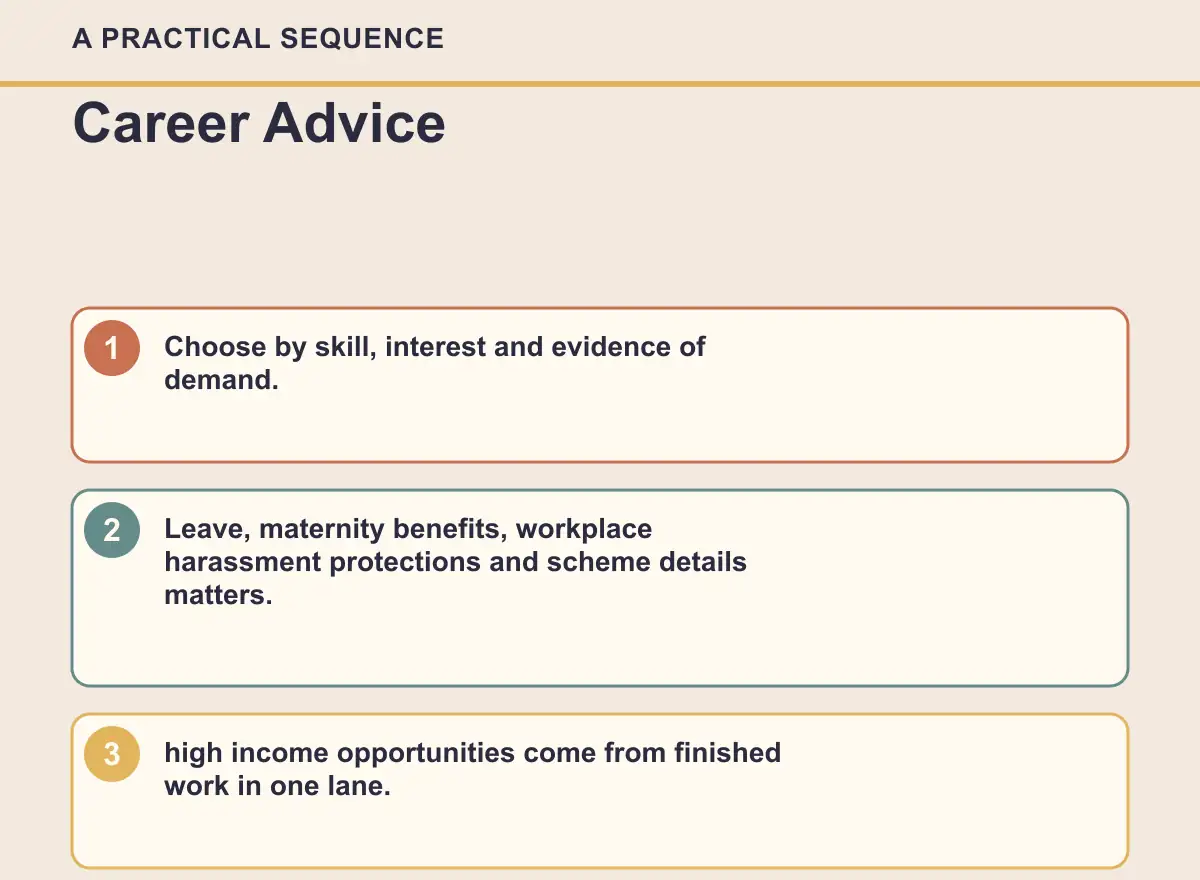 A PRACTICAL SEQUENCE
Career Advice
1
Choose by skill, interest and evidence of
demand.
2
Leave, maternity benefits, workplace
harassment protections and scheme details
matters.
3
high income opportunities come from finished
work in one lane.